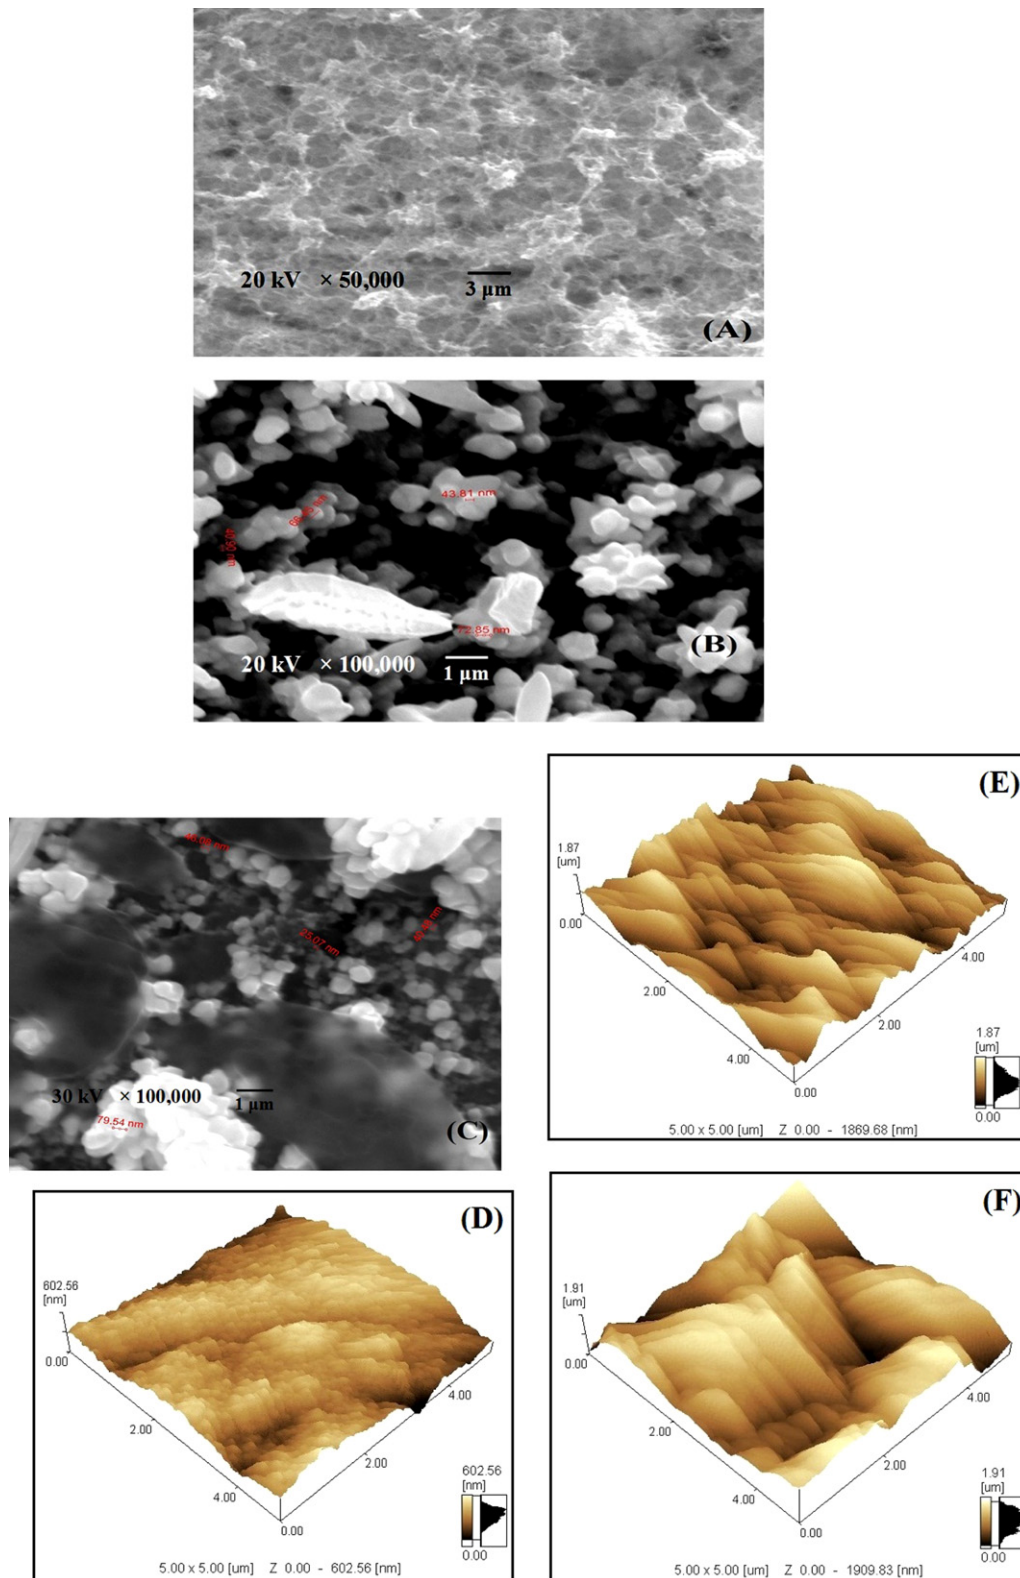 20 kV × 50,000 3 µm
(A)
43.81 nm
40.90 nm
20 kV × 100,000 1 µm
(B)
25.07 nm
30 kV × 100,000 1 µm
79.54 nm
(C)
(E)
1.87
[um]
0.00
2.00
4.00
4.00
2.00
0.00
1.87
[um]
0.00
5.00 x 5.00 [um] Z 0.00 - 1869.68 [nm]
(D)
602.56
[nm]
0.00
2.00
4.00
4.00
2.00
0.00
602.56
[nm]
0.00
5.00 x 5.00 [um] Z 0.00 - 602.56 [nm]
(F)
1.91
[um]
0.00
2.00
4.00
4.00
2.00
0.00
1.91
[um]
0.00
5.00 x 5.00 [um] Z 0.00 - 1909.83 [nm]